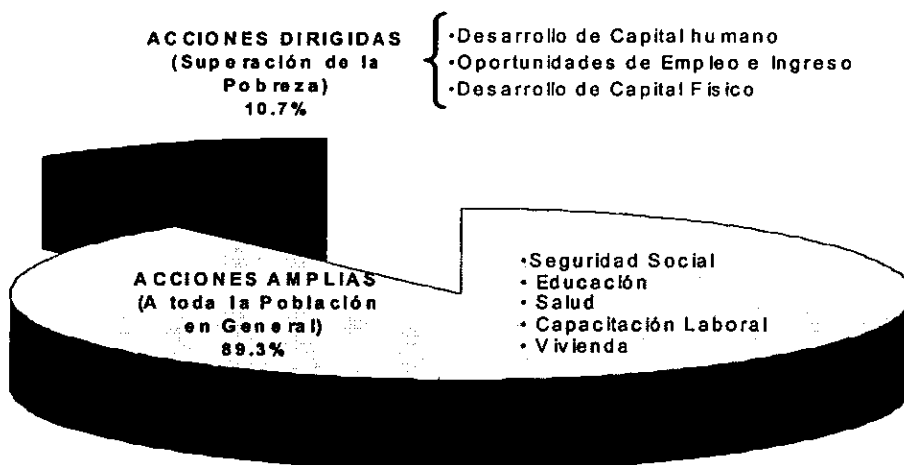 ACCIONES DIRIGIDAS
(Superación de la
Pobreza)
10.7%
•Desarrollo de Capital humano
•Oportunidades de Empleo e Ingreso
•Desarrollo de Capital Físico
ACCIONES AMPLIAS
(A toda la Población
en General)
89.3%
•Seguridad Social
• Educación
• Salud
• Capacitación Laboral
• Vivienda